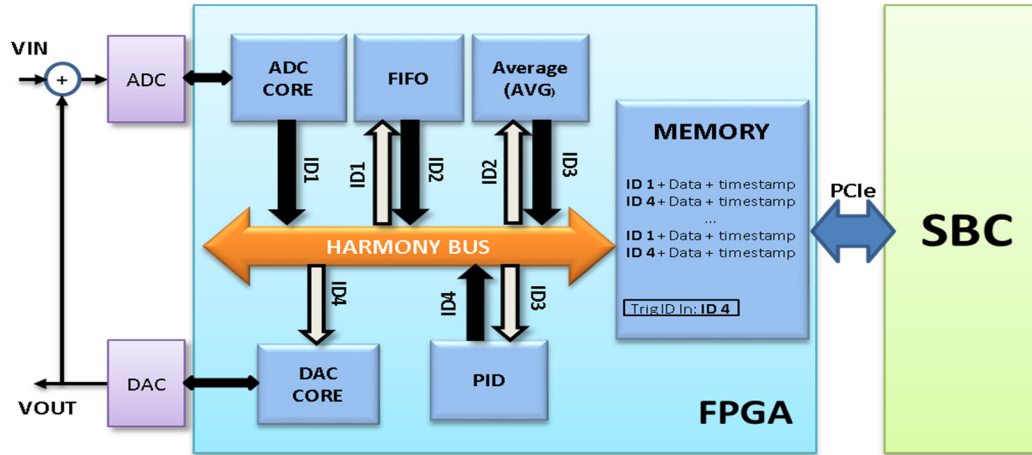 VIN
+
ADC
ADC
CORE
FIFO
Average
(AVG)
ID1
ID1
ID2
ID2
ID3
HARMONY BUS
ID4
ID4
ID3
DAC
CORE
PID
DAC
VOUT
MEMORY
ID 1 + Data + timestamp
ID 4 + Data + timestamp
...
ID 1 + Data + timestamp
ID 4 + Data + timestamp
Trig ID In: ID 4
FPGA
PCIe
SBC